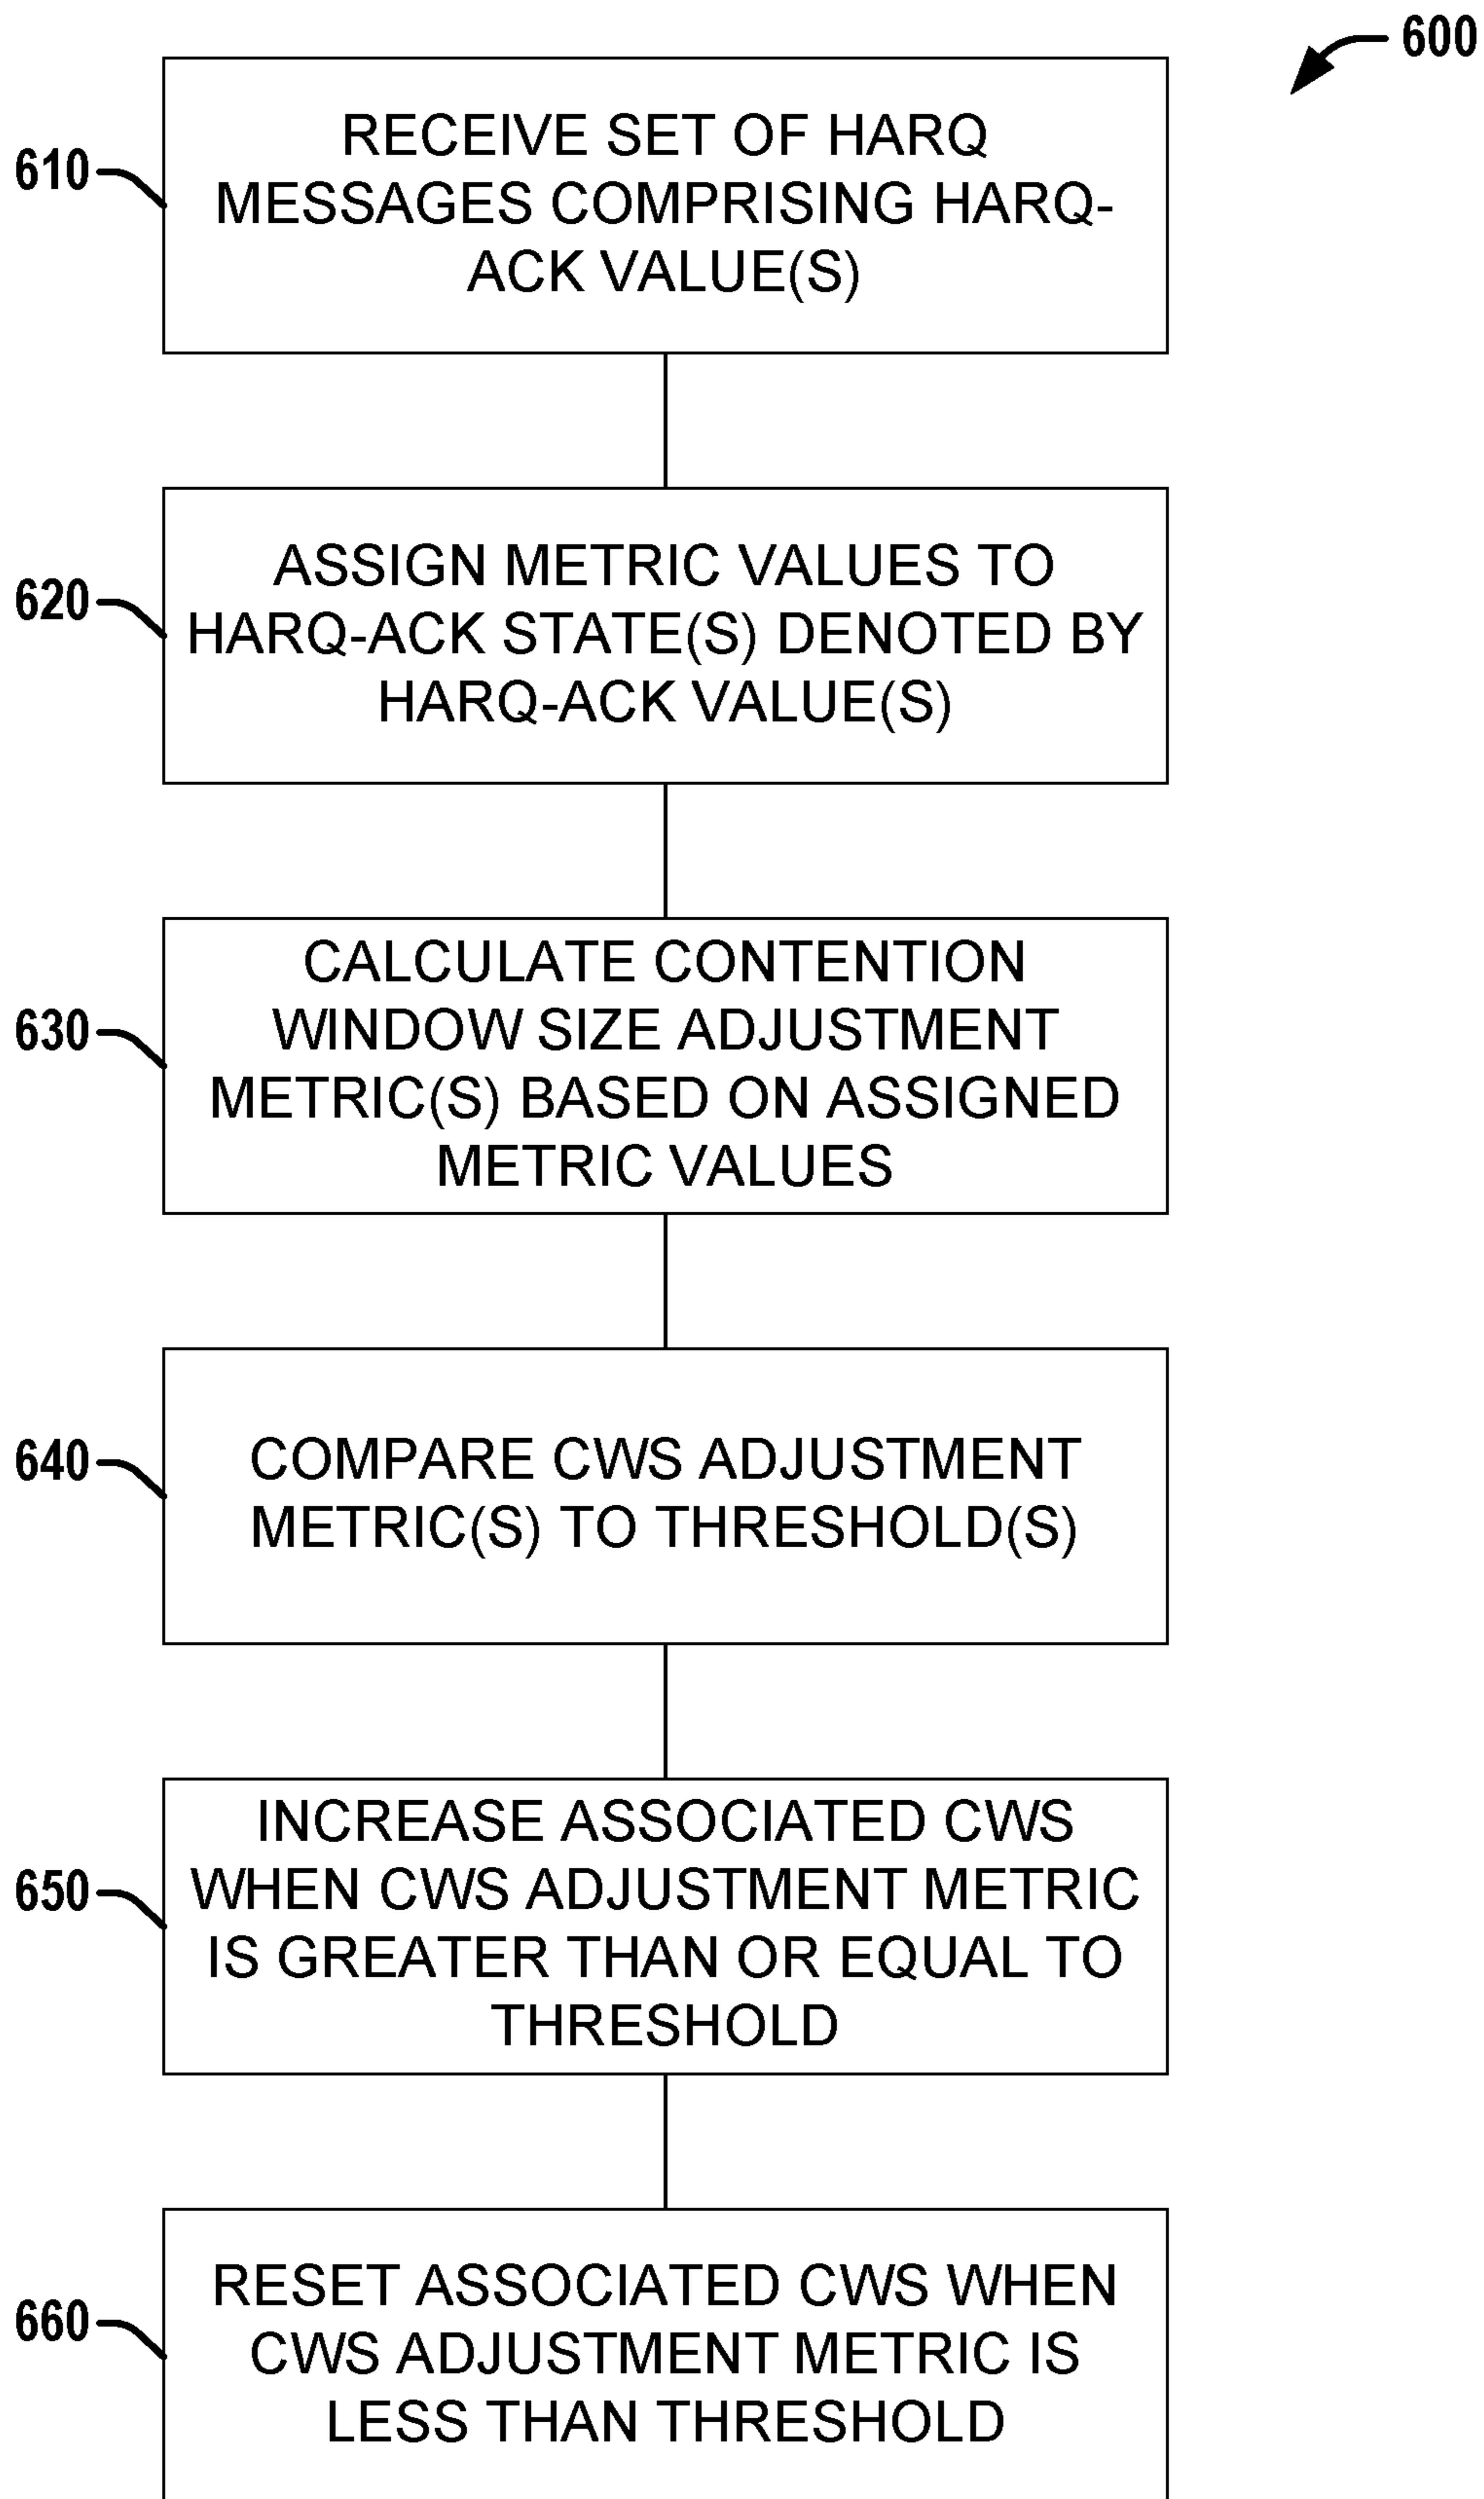 600
610
RECEIVE SET OF HARQ
MESSAGES COMPRISING HARQ-
ACK VALUE(S)
620
ASSIGN METRIC VALUES TO
HARQ-ACK STATE(S) DENOTED BY
HARQ-ACK VALUE(S)
630
CALCULATE CONTENTION
WINDOW SIZE ADJUSTMENT
METRIC(S) BASED ON ASSIGNED
METRIC VALUES
640
COMPARE CWS ADJUSTMENT
METRIC(S) TO THRESHOLD(S)
650
INCREASE ASSOCIATED CWS
WHEN CWS ADJUSTMENT METRIC
IS GREATER THAN OR EQUAL TO
THRESHOLD
660
RESET ASSOCIATED CWS WHEN
CWS ADJUSTMENT METRIC IS
LESS THAN THRESHOLD